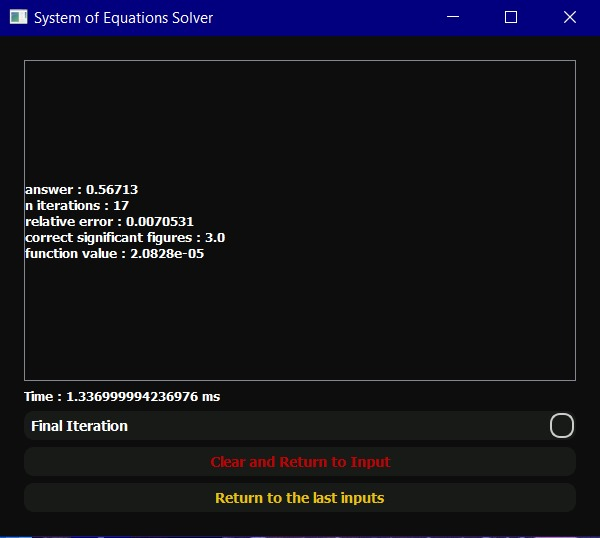 System of Equations Solver
answer : 0.56713
n iterations : 17
relative error : 0.0070531
correct significant figures : 3.0
function value : 2.0828e-05
Time : 1.336999994236976 ms
Final Iteration
Clear and Return to Input
Return to the last inputs